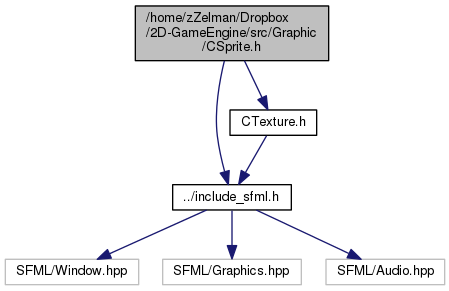 /home/zZelman/Dropbox
/2D-GameEngine/src/Graphic
/CSprite.h
CTexture.h
../include_sfml.h
SFML/Window.hpp
SFML/Graphics.hpp
SFML/Audio.hpp